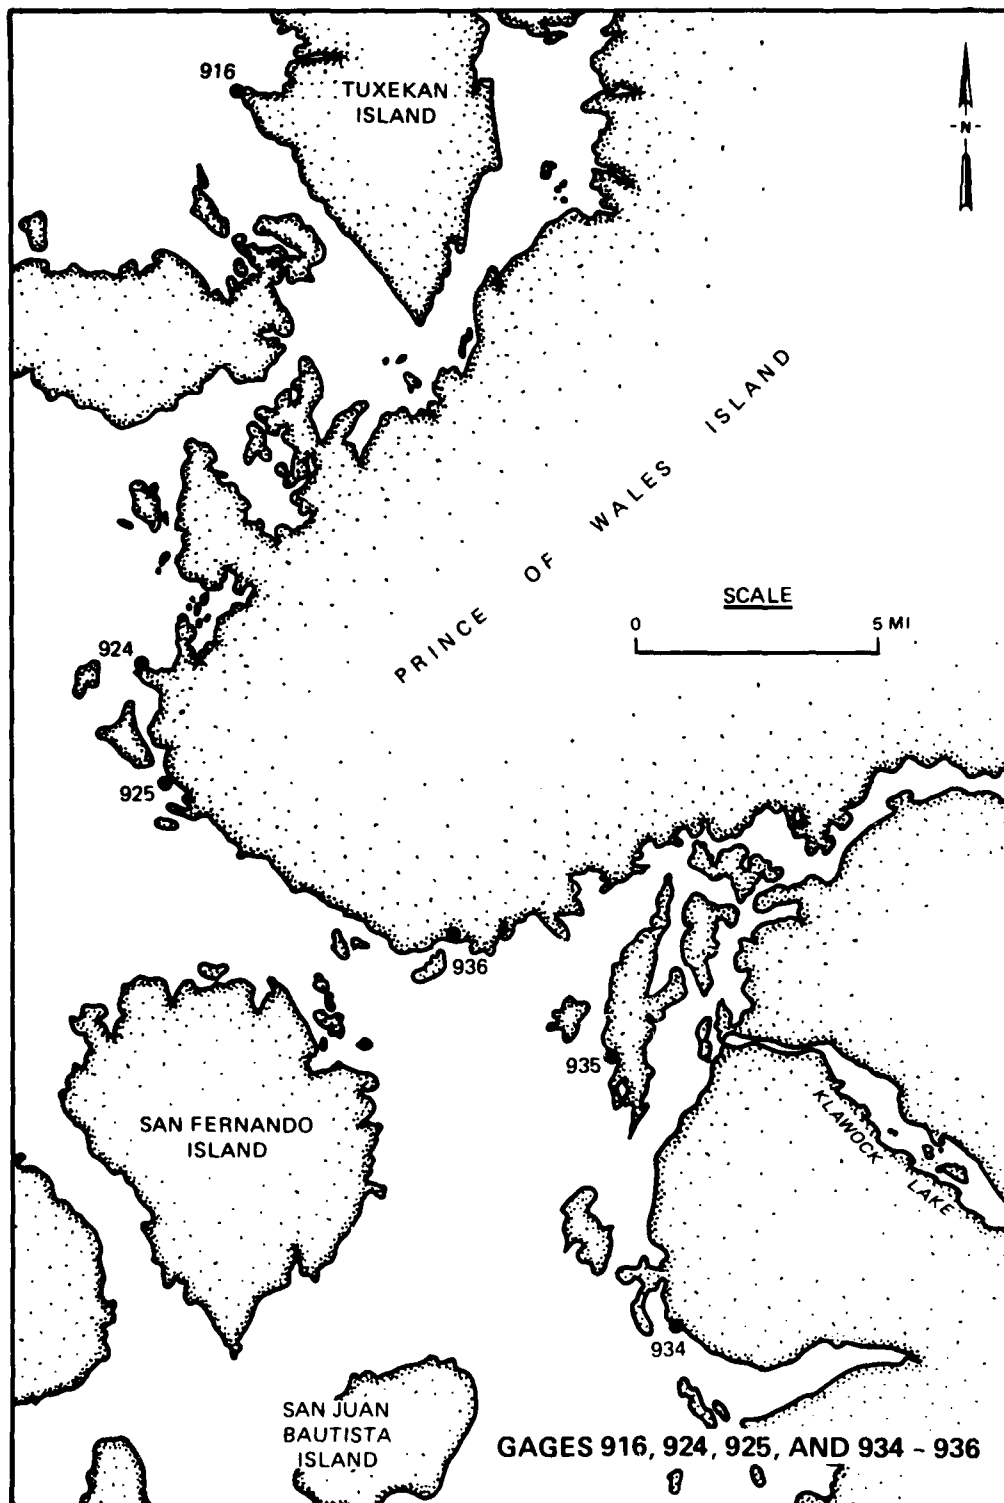 916
TUXEKAN
ISLAND
-N-
PRINCE OF WALES ISLAND
SCALE
0 5 MI
924
925
936
935
SAN FERNANDO
ISLAND
KLAWOCK
LAKE
934
SAN JUAN
BAUTISTA
ISLAND
GAGES 916, 924, 925, AND 934 - 936